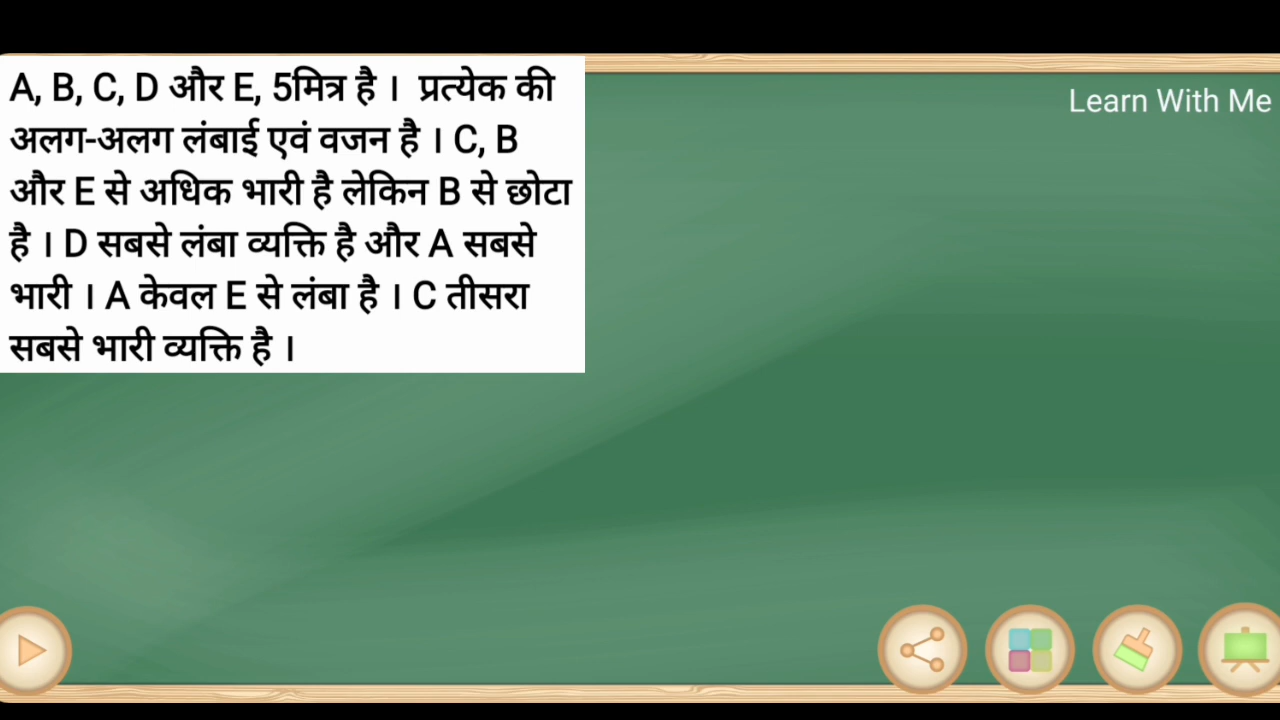 A, B, C, D और E, 5मित्र है । प्रत्येक की
अलग-अलग लंबाई एवं वजन है । C, B
और E से अधिक भारी है लेकिन B से छोटा
है । D सबसे लंबा व्यक्ति है और A सबसे
भारी । A केवल E से लंबा है । C तीसरा
सबसे भारी व्यक्ति है ।
Learn With Me